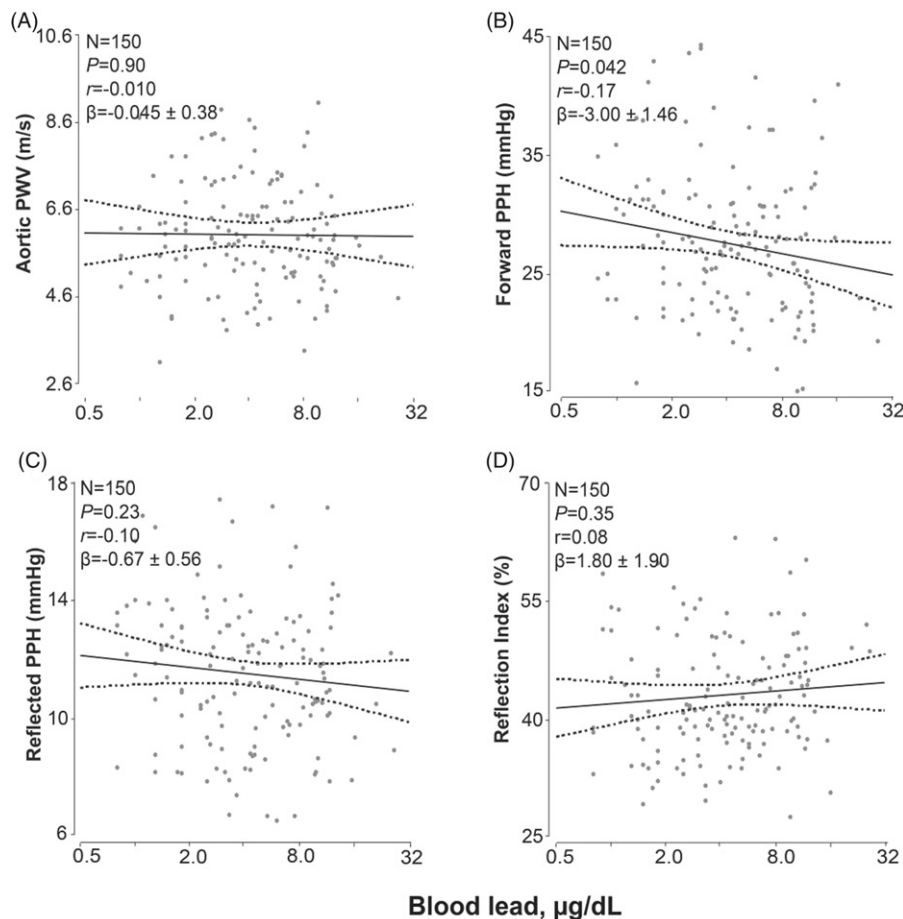 (A)
10.6
8.6
6.6
4.6
2.6
Aortic PWV (m/s)
N=150
P=0.90
r=-0.010
β=-0.045 ± 0.38
0.5 2.0 8.0 32
(B)
45
35
25
15
Forward PPH (mmHg)
N=150
P=0.042
r=-0.17
β=-3.00 ± 1.46
0.5 2.0 8.0 32
(C)
18
14
10
6
Reflected PPH (mmHg)
N=150
P=0.23
r=-0.10
β=-0.67 ± 0.56
0.5 2.0 8.0 32
(D)
70
55
40
25
Reflection Index (%)
N=150
P=0.35
r=0.08
β=1.80 ± 1.90
0.5 2.0 8.0 32
Blood lead, µg/dL